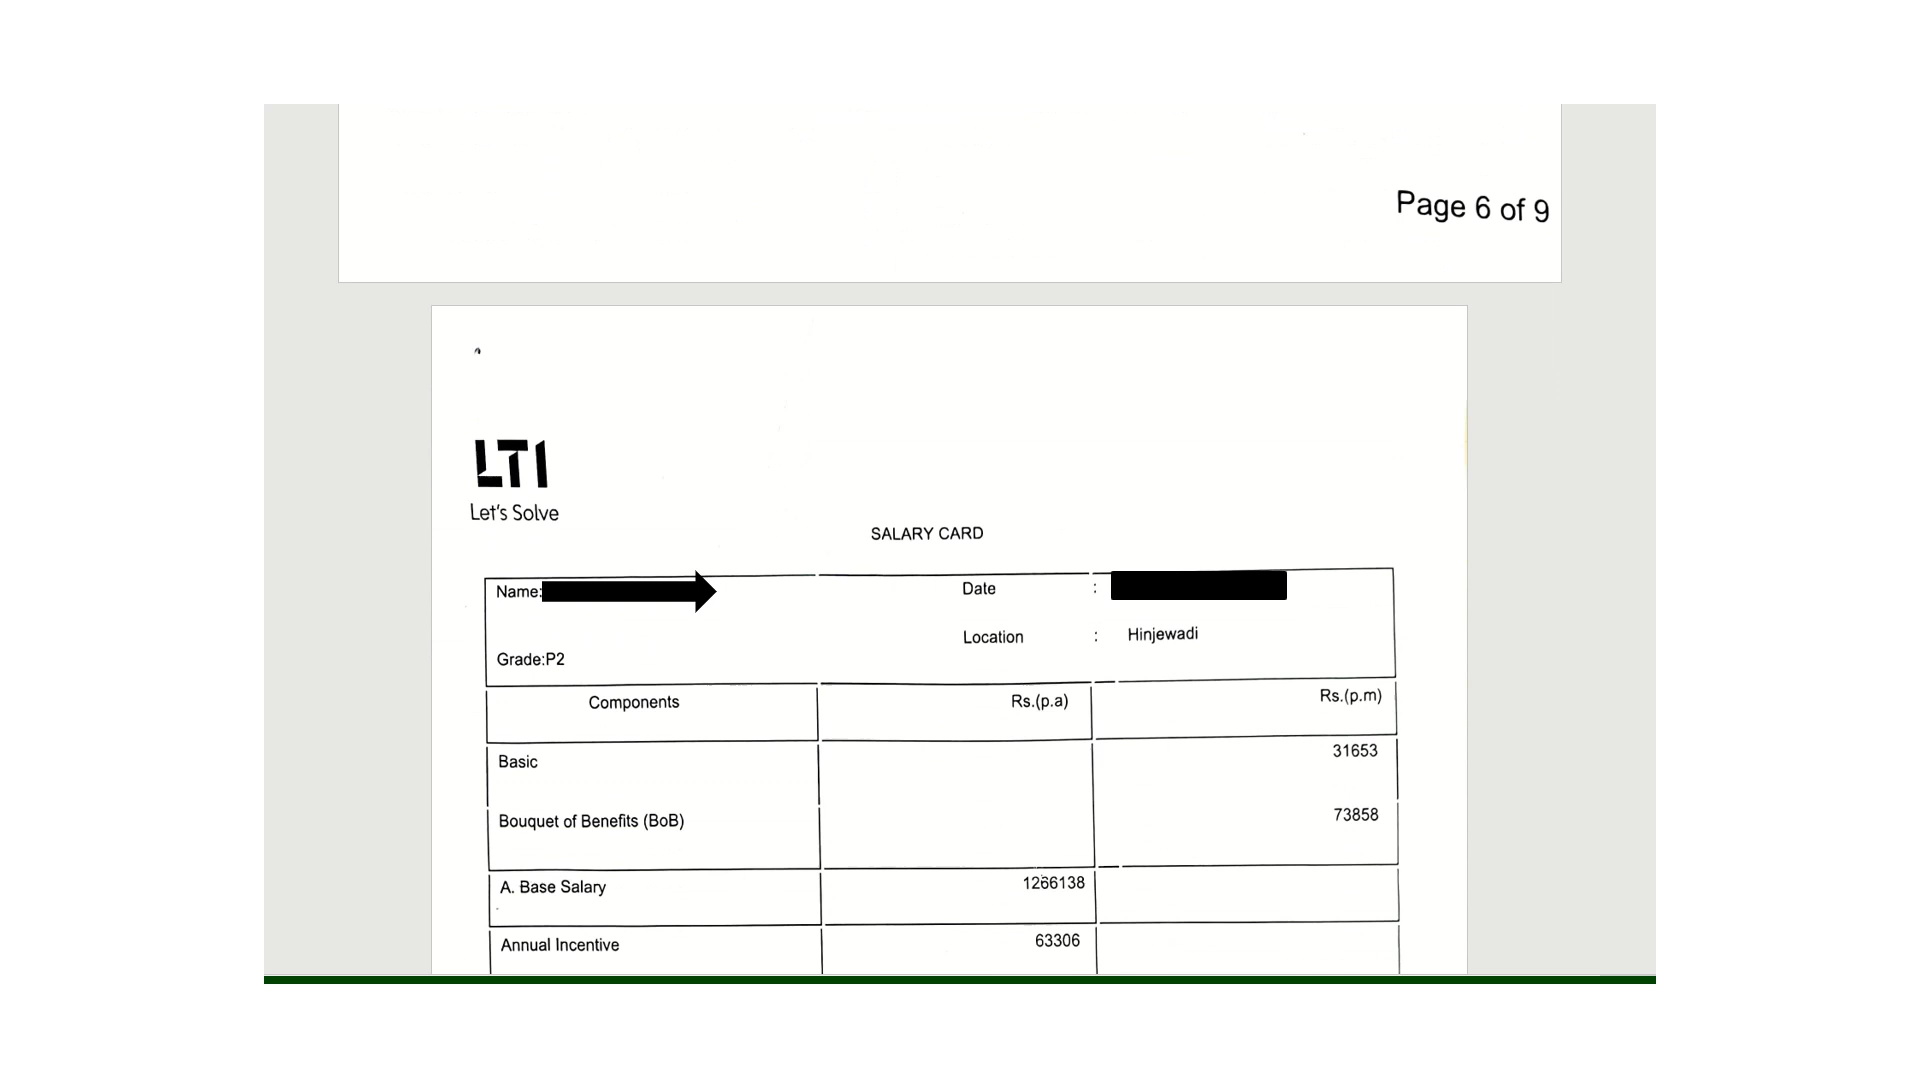 Page 6 of 9
LTI
Let's Solve
SALARY CARD
Name: Date :
Location : Hinjewadi
Grade:P2
Components Rs.(p.a) Rs.(p.m)
Basic 31653
Bouquet of Benefits (BoB) 73858
A. Base Salary 1266138
Annual Incentive 63306